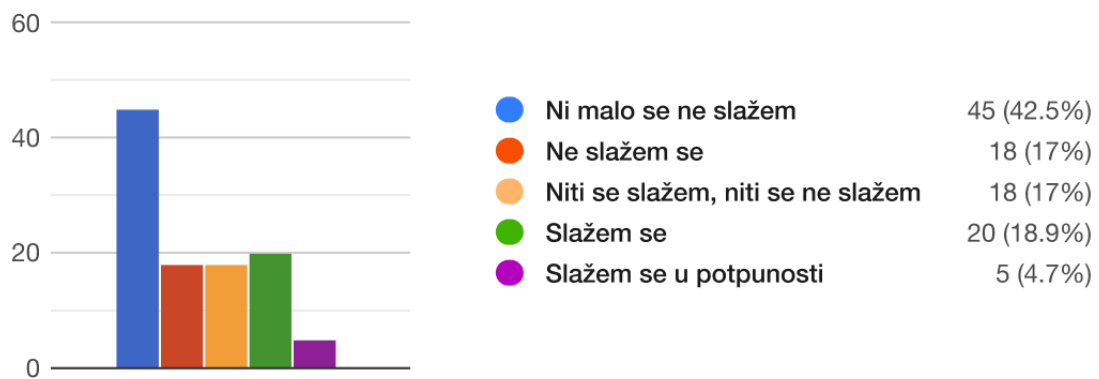 60
40
20
0
Ni malo se ne slažem 45 (42.5%)
Ne slažem se 18 (17%)
Niti se slažem, niti se ne slažem 18 (17%)
Slažem se 20 (18.9%)
Slažem se u potpunosti 5 (4.7%)